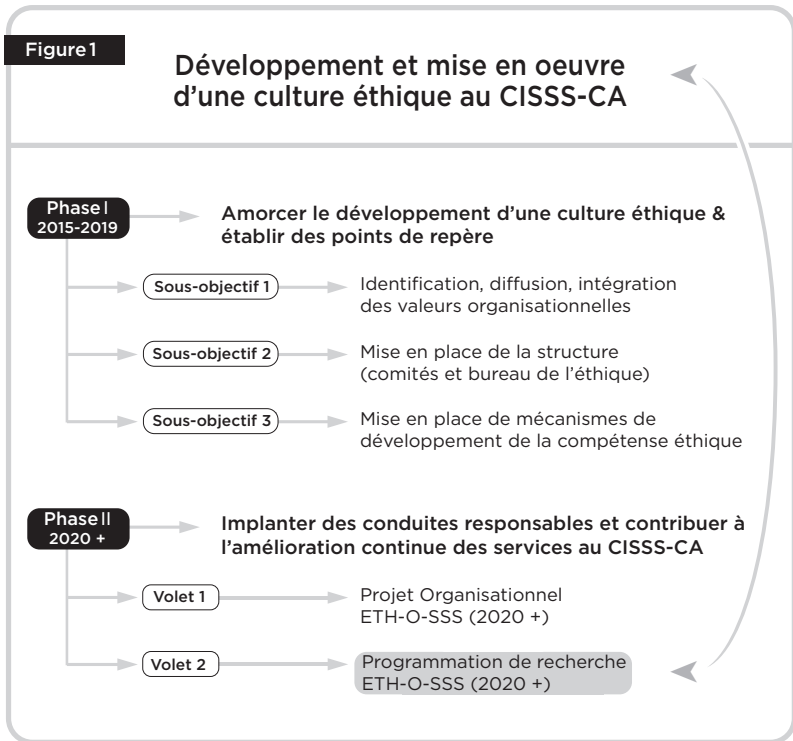 Figure 1
Développement et mise en oeuvre
d'une culture éthique au CISSS-CA
Phase I
2015-2019
Amorcer le développement d'une culture éthique &
établir des points de repère
Sous-objectif 1
Identification, diffusion, intégration
des valeurs organisationnelles
Sous-objectif 2
Mise en place de la structure
(comités et bureau de l'éthique)
Sous-objectif 3
Mise en place de mécanismes de
développement de la compétense éthique
Phase II
2020 +
Implanter des conduites responsables et contribuer à
l'amélioration continue des services au CISSS-CA
Volet 1
Projet Organisationnel
ETH-O-SSS (2020 +)
Volet 2
Programmation de recherche
ETH-O-SSS (2020 +)